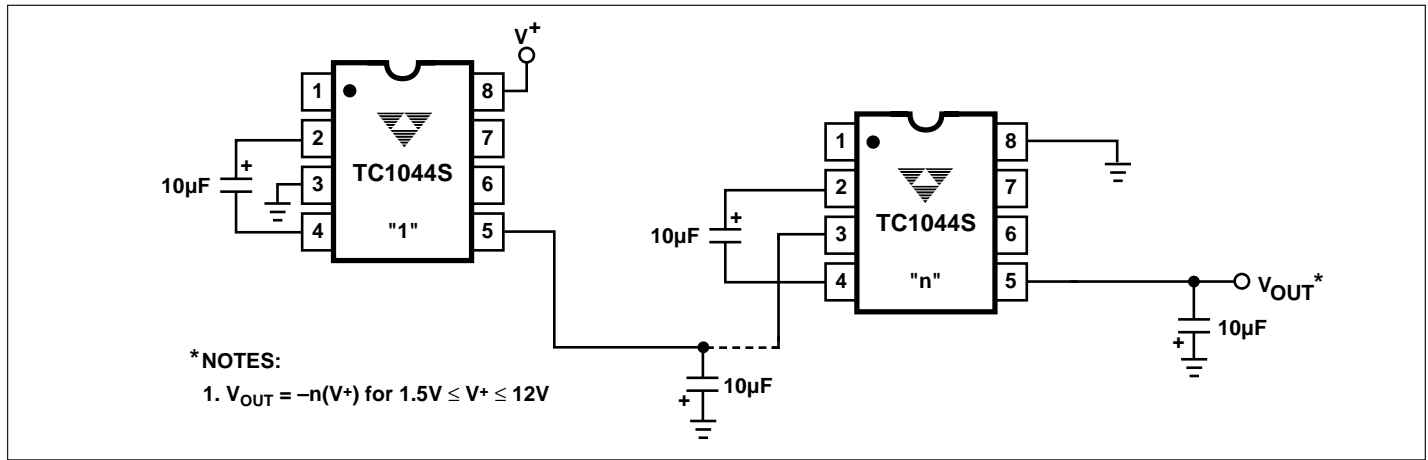 V+
1
8
2
7
+
10µF
TC1044S
3
6
4
"1"
5
1
8
2
7
+
10µF
TC1044S
3
6
4
"n"
5
VOUT*
10µF
+
10µF
+
*NOTES:
1. VOUT = –n(V+) for 1.5V ≤ V+ ≤ 12V